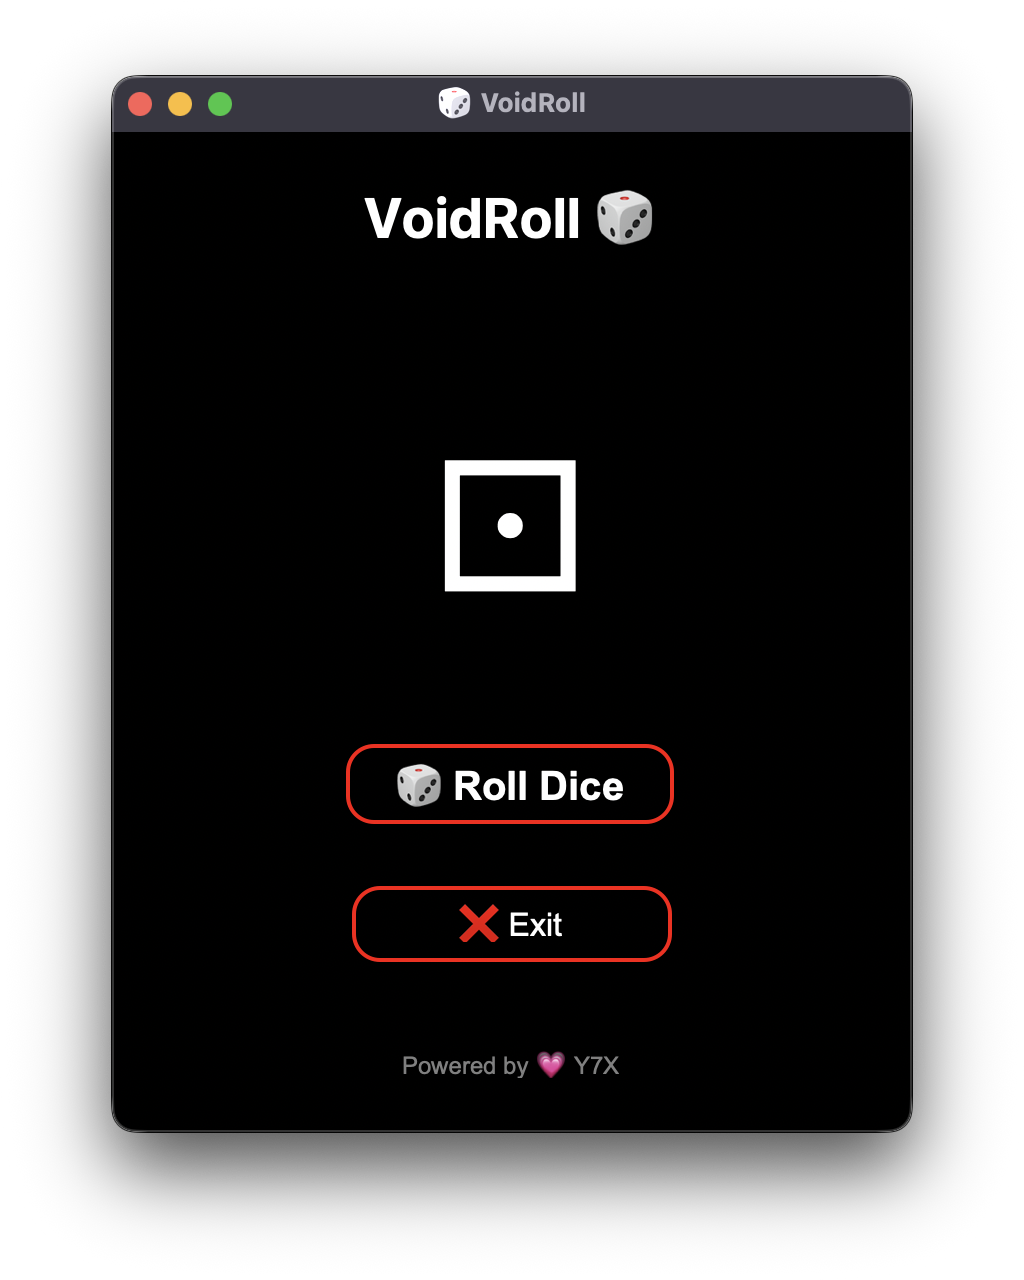 🎲 VoidRoll
VoidRoll 🎲
🎲 Roll Dice
❌ Exit
Powered by 💗 Y7X